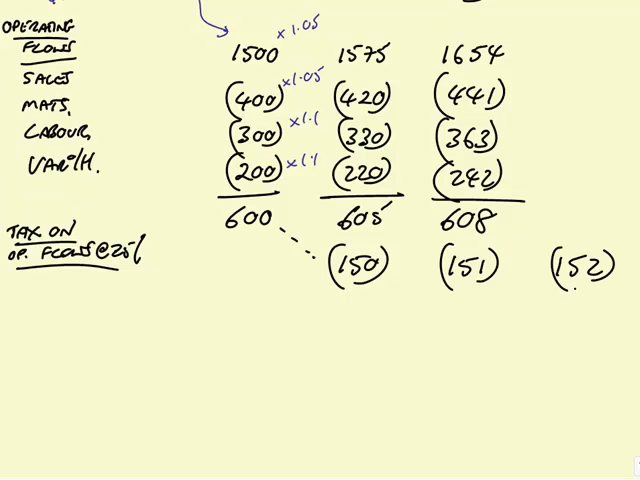 OPERATING
FLOWS
×1.05
SALES 1500 1575 1654
×1.05
MATS. (400) (420) (441)
LABOUR (300) ×1.1 (330) (363)
VAR O/H. (200) ×1.1 (220) (242)
600 605 608
TAX ON
OP. FLOWS @ 25% (150) (151) (152)